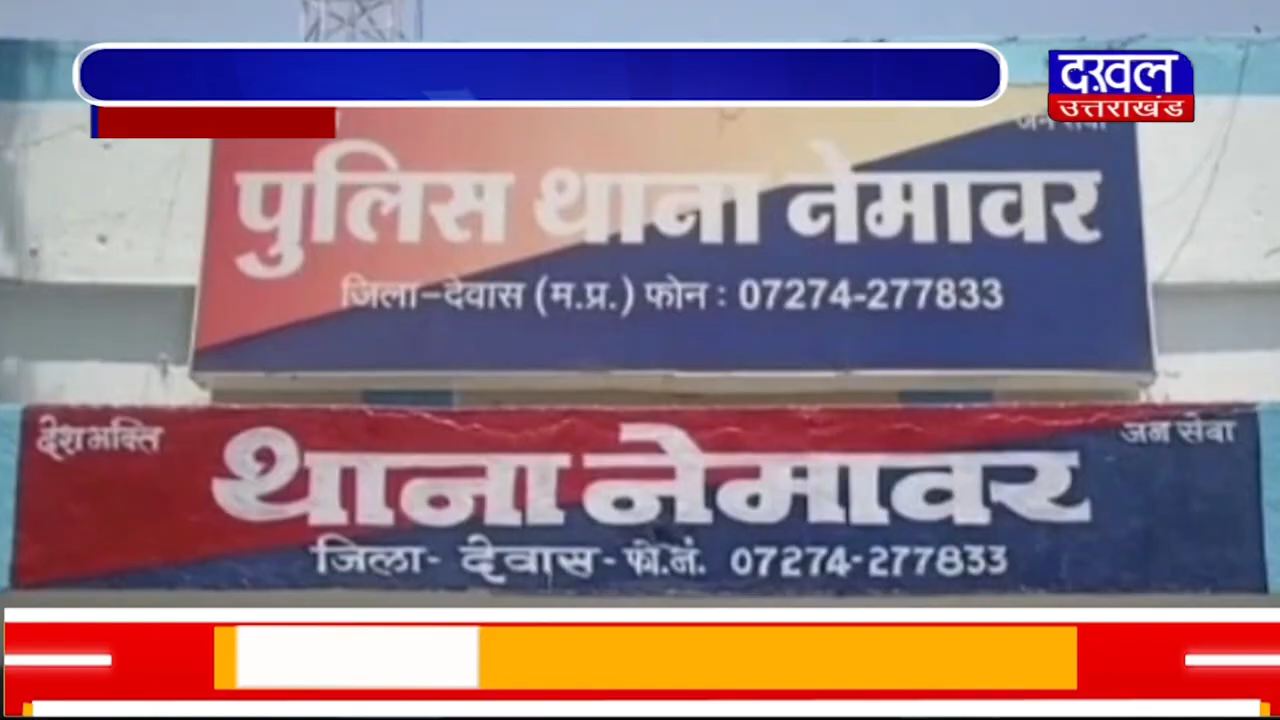 दख़ल
उत्तराखंड
जन सेवा
पुलिस थाना नेमावर
जिला-देवास (म.प्र.) फोन : 07274-277833
देशभक्ति
जन सेवा
थाना नेमावर
जिला- देवास - फो.नं. 07274-277833